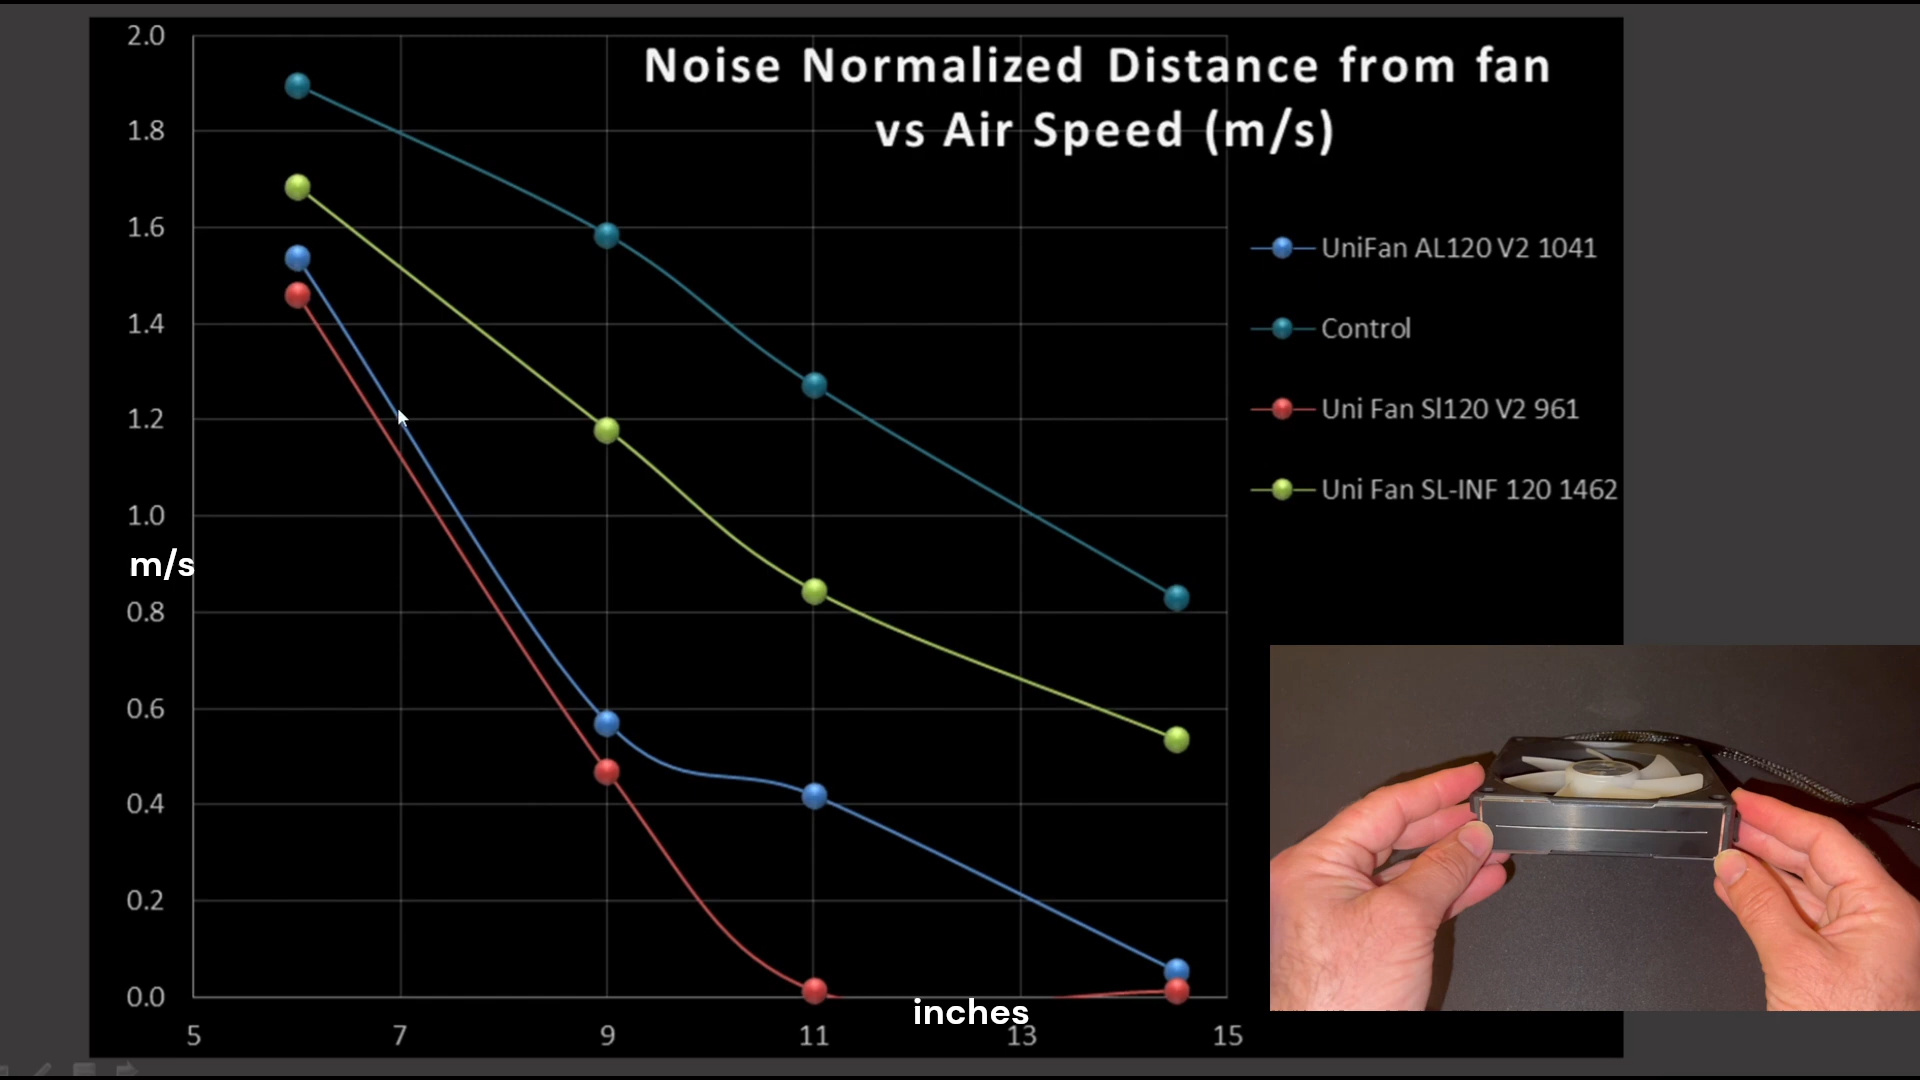 Noise Normalized Distance from fan
vs Air Speed (m/s)
2.0
1.8
1.6
1.4
1.2
1.0
m/s
0.8
0.6
0.4
0.2
0.0
5 7 9 11 13 15
inches
UniFan AL120 V2 1041
Control
Uni Fan Sl120 V2 961
Uni Fan SL-INF 120 1462